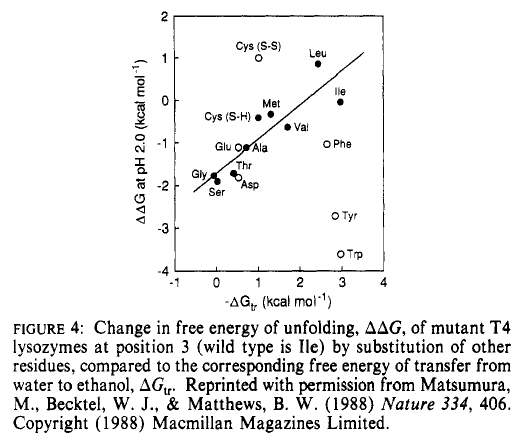 2
1
0
-1
-2
-3
-4
ΔΔG at pH 2.0 (kcal mol⁻¹)
Cys (S-S)
Leu
Ile
Met
Cys (S-H)
Val
Glu
Ala
Phe
Gly
Thr
Ser
Asp
Tyr
Trp
-1 0 1 2 3 4
-ΔG_tr (kcal mol⁻¹)
FIGURE 4: Change in free energy of unfolding, ΔΔG, of mutant T4
lysozymes at position 3 (wild type is Ile) by substitution of other
residues, compared to the corresponding free energy of transfer from
water to ethanol, ΔG_tr. Reprinted with permission from Matsumura,
M., Becktel, W. J., & Matthews, B. W. (1988) Nature 334, 406.
Copyright (1988) Macmillan Magazines Limited.